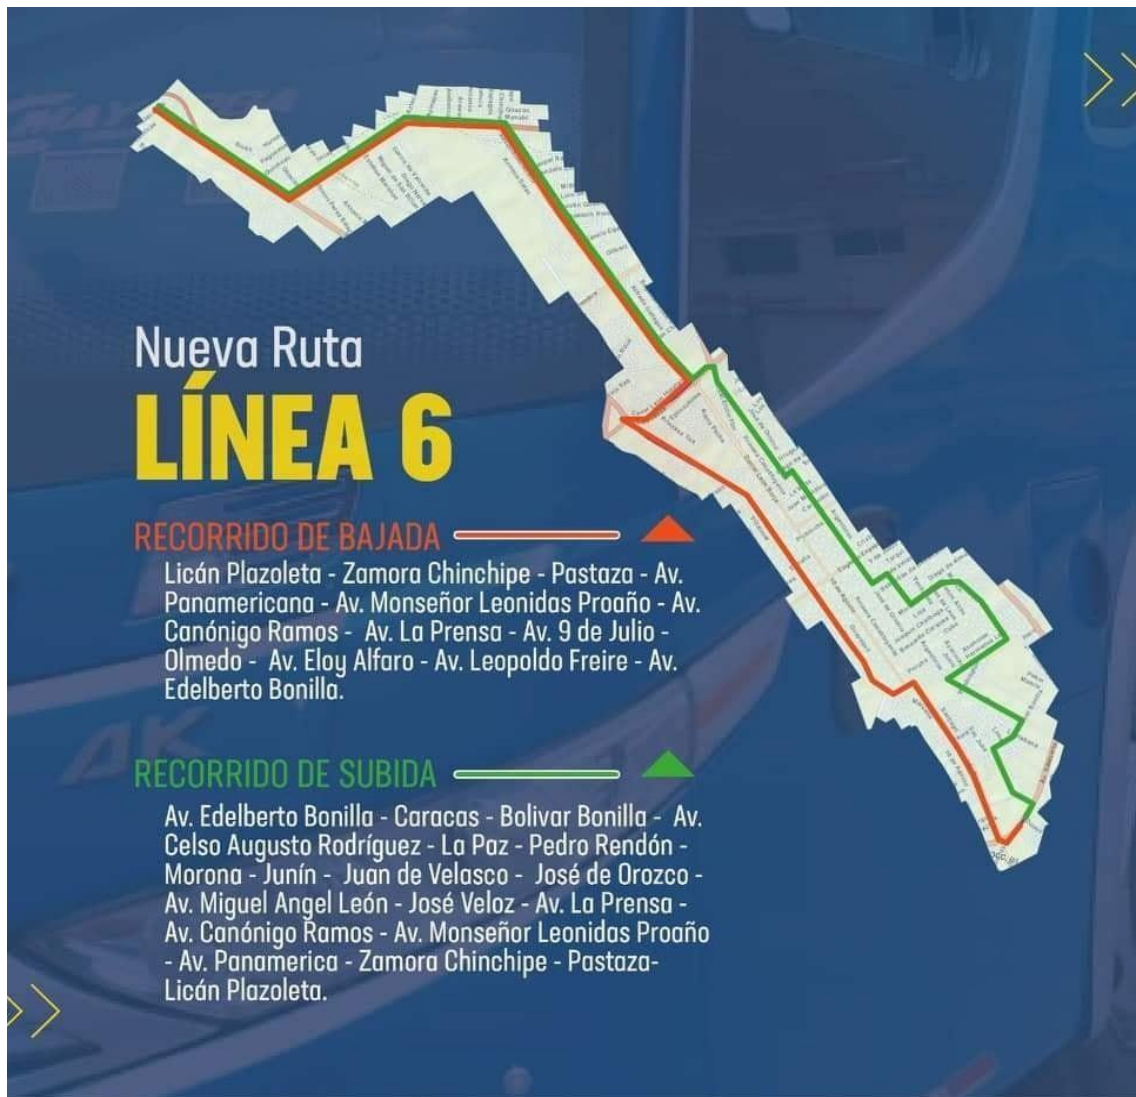 Nueva Ruta
LÍNEA 6
RECORRIDO DE BAJADA
Licán Plazoleta - Zamora Chinchipe - Pastaza - Av.
Panamericana - Av. Monseñor Leonidas Proaño - Av.
Canónigo Ramos - Av. La Prensa - Av. 9 de Julio -
Olmedo - Av. Eloy Alfaro - Av. Leopoldo Freire - Av.
Edelberto Bonilla.
RECORRIDO DE SUBIDA
Av. Edelberto Bonilla - Caracas - Bolivar Bonilla - Av.
Celso Augusto Rodríguez - La Paz - Pedro Rendón -
Morona - Junín - Juan de Velasco - José de Orozco -
Av. Miguel Angel León - José Veloz - Av. La Prensa -
Av. Canónigo Ramos - Av. Monseñor Leonidas Proaño
- Av. Panamerica - Zamora Chinchipe - Pastaza-
Licán Plazoleta.